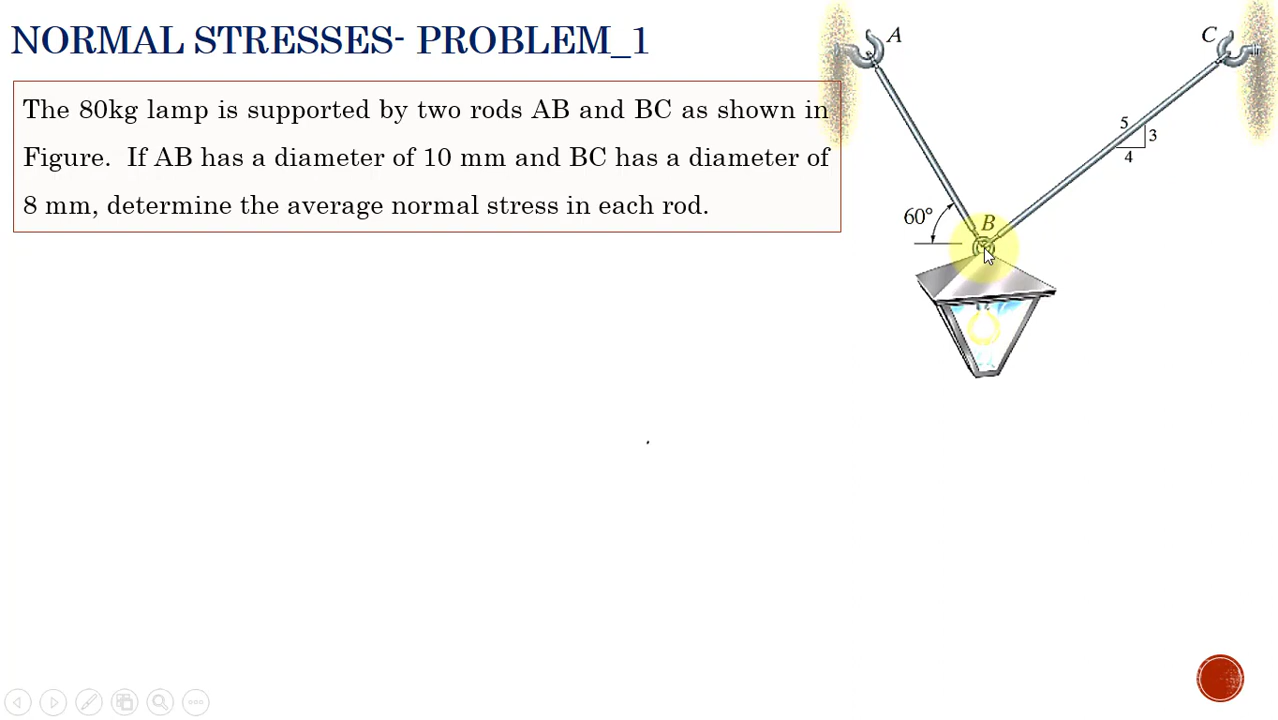 NORMAL STRESSES- PROBLEM_1
The 80kg lamp is supported by two rods AB and BC as shown in
Figure. If AB has a diameter of 10 mm and BC has a diameter of
8 mm, determine the average normal stress in each rod.
A
C
5
3
4
60°
B